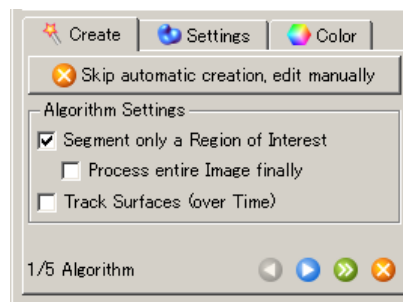 Create Settings Color
Skip automatic creation, edit manually
Algorithm Settings
Segment only a Region of Interest
Process entire Image finally
Track Surfaces (over Time)
1/5 Algorithm